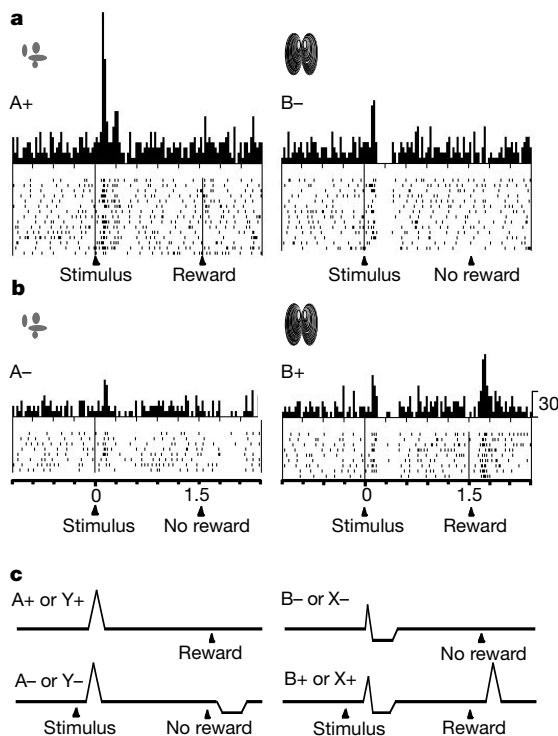 a
A+
B−
Stimulus Reward
Stimulus No reward
b
A−
B+
30
0 1.5
0 1.5
Stimulus No reward
Stimulus Reward
c
A+ or Y+
Reward
B− or X−
No reward
A− or Y−
Stimulus No reward
B+ or X+
Stimulus Reward